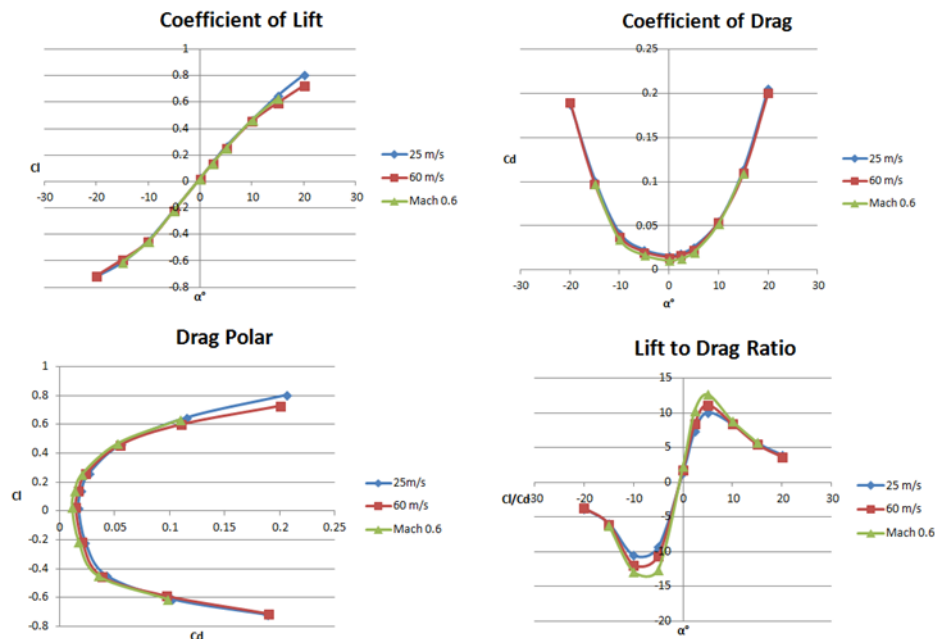 Coefficient of Lift
1
0.8
0.6
0.4
0.2
0
-0.2
-0.4
-0.6
-0.8
-30 -20 -10 0 10 20 30
Cl
α°
25 m/s
60 m/s
Mach 0.6
Coefficient of Drag
0.25
0.2
0.15
0.1
0.05
0
-30 -20 -10 0 10 20 30
Cd
α°
25 m/s
60 m/s
Mach 0.6
Drag Polar
1
0.8
0.6
0.4
0.2
0
-0.2
-0.4
-0.6
-0.8
0.05 0.1 0.15 0.2 0.25
Cl
Cd
25m/s
60 m/s
Mach 0.6
Lift to Drag Ratio
15
10
5
0
-5
-10
-15
-20
Cl/Cd
-30 -20 -10 0 10 20 30
α°
25 m/s
60 m/s
Mach 0.6